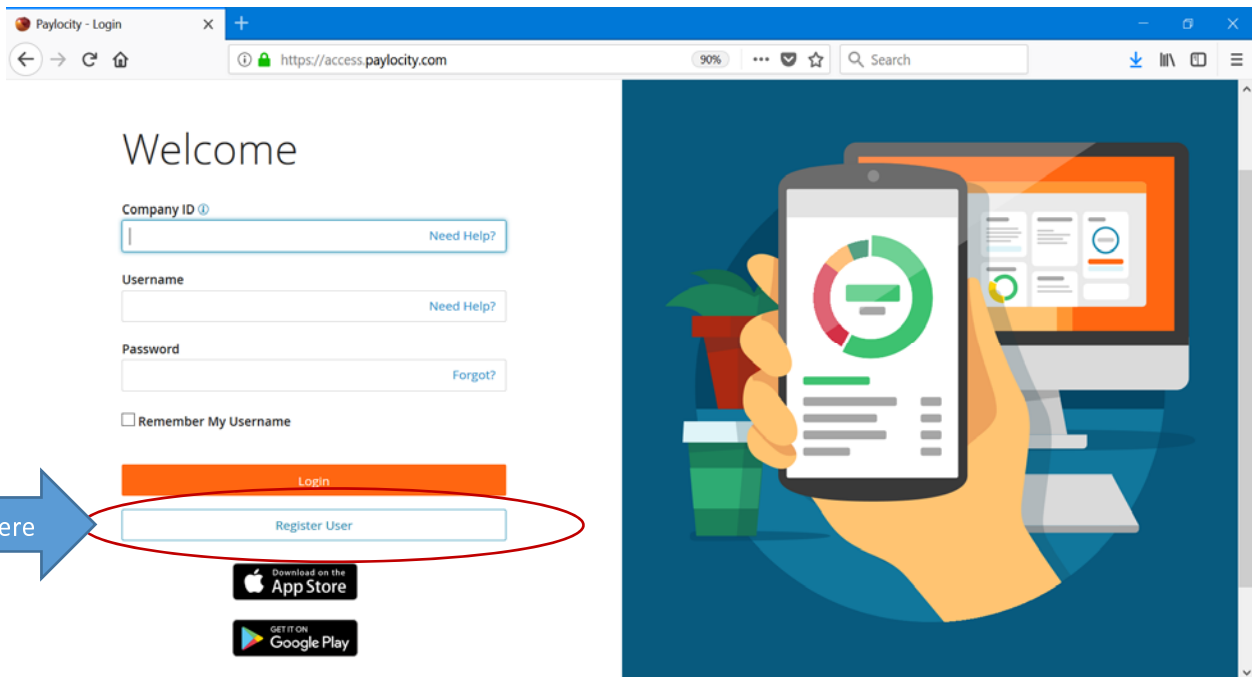 Paylocity - Login
https://access.paylocity.com
90%
Search
Welcome
Company ID
Need Help?
Username
Need Help?
Password
Forgot?
Remember My Username
Login
Register User
ere
Download on the
App Store
GET IT ON
Google Play